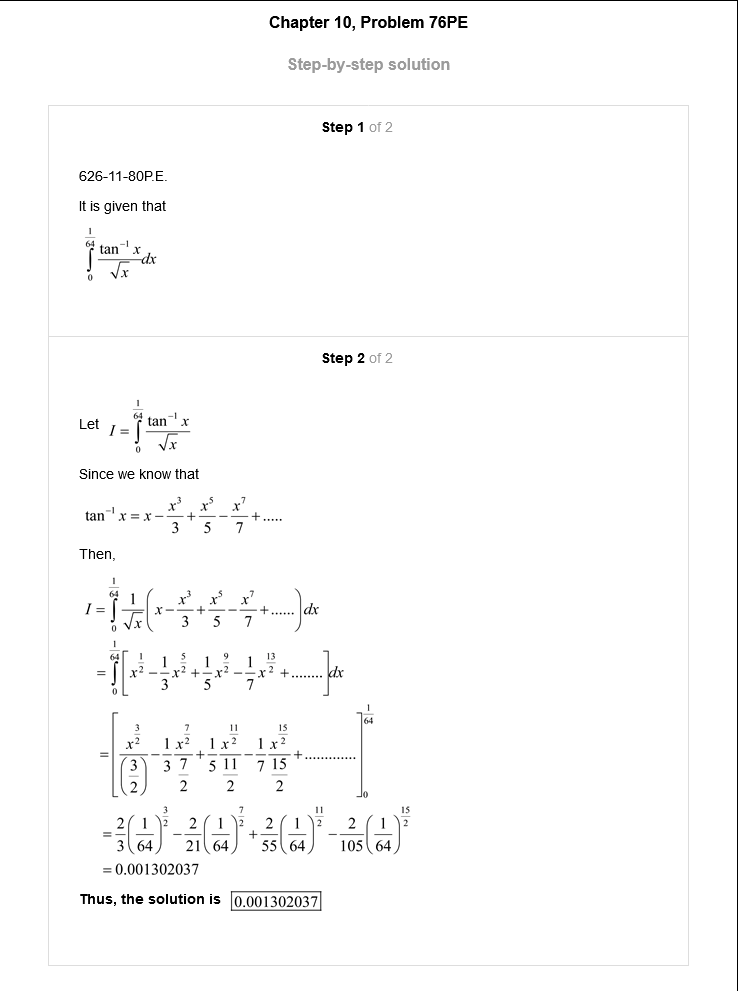 Chapter 10, Problem 76PE
Step-by-step solution
Step 1 of 2
626-11-80P.E.
It is given that
\int_{0}^{\frac{1}{64}} \frac{\tan^{-1} x}{\sqrt{x}} dx
Step 2 of 2
Let I = \int_{0}^{\frac{1}{64}} \frac{\tan^{-1} x}{\sqrt{x}}
Since we know that
\tan^{-1} x = x - \frac{x^3}{3} + \frac{x^5}{5} - \frac{x^7}{7} + .....
Then,
I = \int_{0}^{\frac{1}{64}} \frac{1}{\sqrt{x}} \left( x - \frac{x^3}{3} + \frac{x^5}{5} - \frac{x^7}{7} + ...... \right) dx
= \int_{0}^{\frac{1}{64}} \left[ x^{\frac{1}{2}} - \frac{1}{3} x^{\frac{5}{2}} + \frac{1}{5} x^{\frac{9}{2}} - \frac{1}{7} x^{\frac{13}{2}} + ........ \right] dx
= \left[ \frac{x^{\frac{3}{2}}}{\left(\frac{3}{2}\right)} - \frac{1}{3} \frac{x^{\frac{7}{2}}}{\frac{7}{2}} + \frac{1}{5} \frac{x^{\frac{11}{2}}}{\frac{11}{2}} - \frac{1}{7} \frac{x^{\frac{15}{2}}}{\frac{15}{2}} + ............. \right]_{0}^{\frac{1}{64}}
= \frac{2}{3} \left(\frac{1}{64}\right)^{\frac{3}{2}} - \frac{2}{21} \left(\frac{1}{64}\right)^{\frac{7}{2}} + \frac{2}{55} \left(\frac{1}{64}\right)^{\frac{11}{2}} - \frac{2}{105} \left(\frac{1}{64}\right)^{\frac{15}{2}}
= 0.001302037
Thus, the solution is 0.001302037